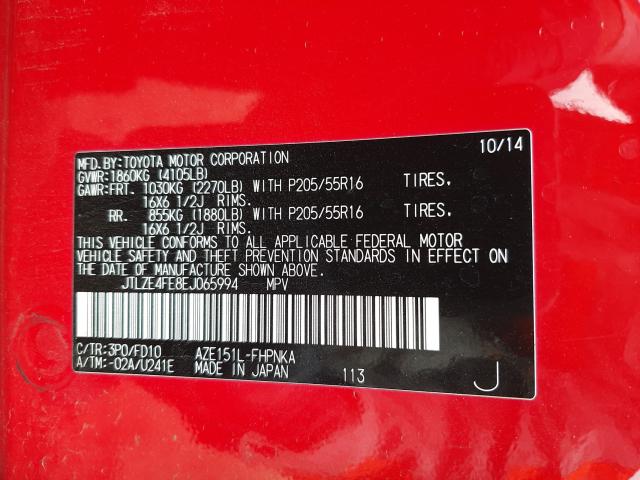 MFD.BY:TOYOTA MOTOR CORPORATION 10/14
GVWR:1860KG (4105LB)
GAWR:FRT. 1030KG (2270LB) WITH P205/55R16 TIRES.
16X6 1/2J RIMS.
RR. 855KG (1880LB) WITH P205/55R16 TIRES.
16X6 1/2J RIMS.
THIS VEHICLE CONFORMS TO ALL APPLICABLE FEDERAL MOTOR
VEHICLE SAFETY AND THEFT PREVENTION STANDARDS IN EFFECT
ON THE DATE OF MANUFACTURE SHOWN ABOVE.
JTLZE4FE8EJ065994 MPV
C/TR:3P0/FD10 AZE151L-FHPNKA
A/TM:-02A/U241E MADE IN JAPAN 113 J